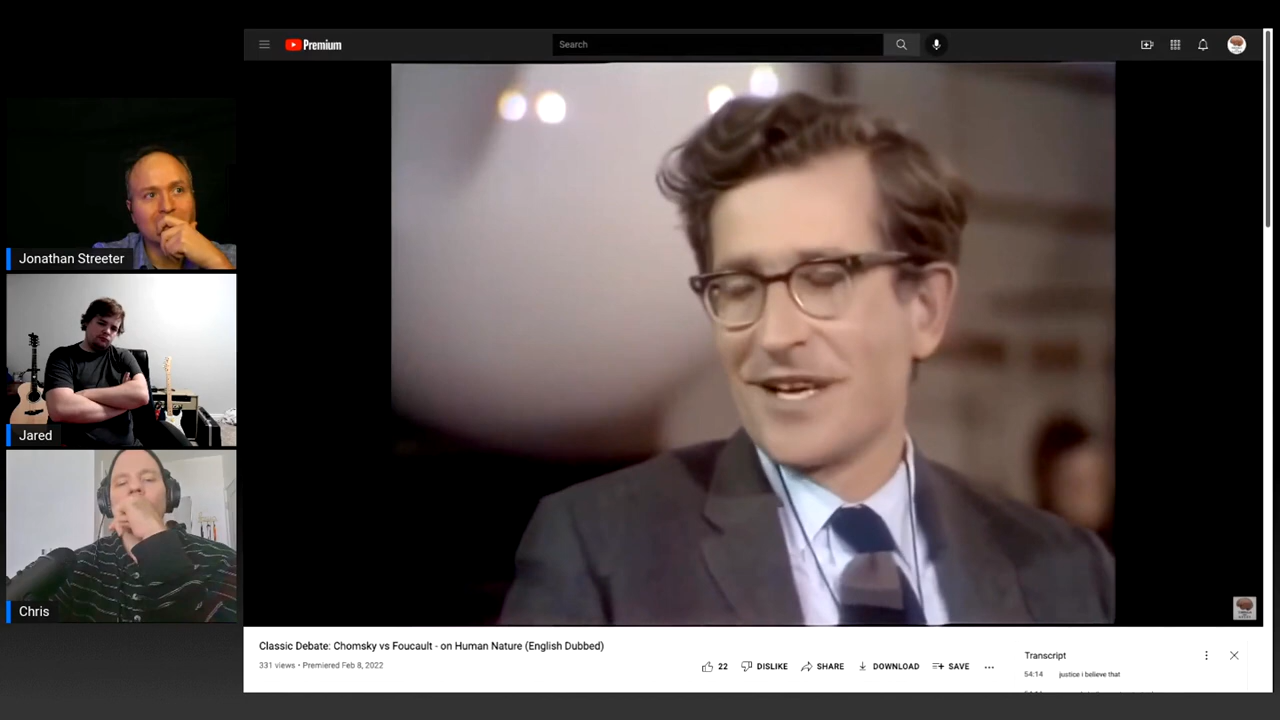 Premium
Search
Jonathan Streeter
Jared
Chris
Classic Debate: Chomsky vs Foucault - on Human Nature (English Dubbed)
331 views • Premiered Feb 8, 2022
22
DISLIKE
SHARE
DOWNLOAD
SAVE
Transcript
54:14 justice i believe that